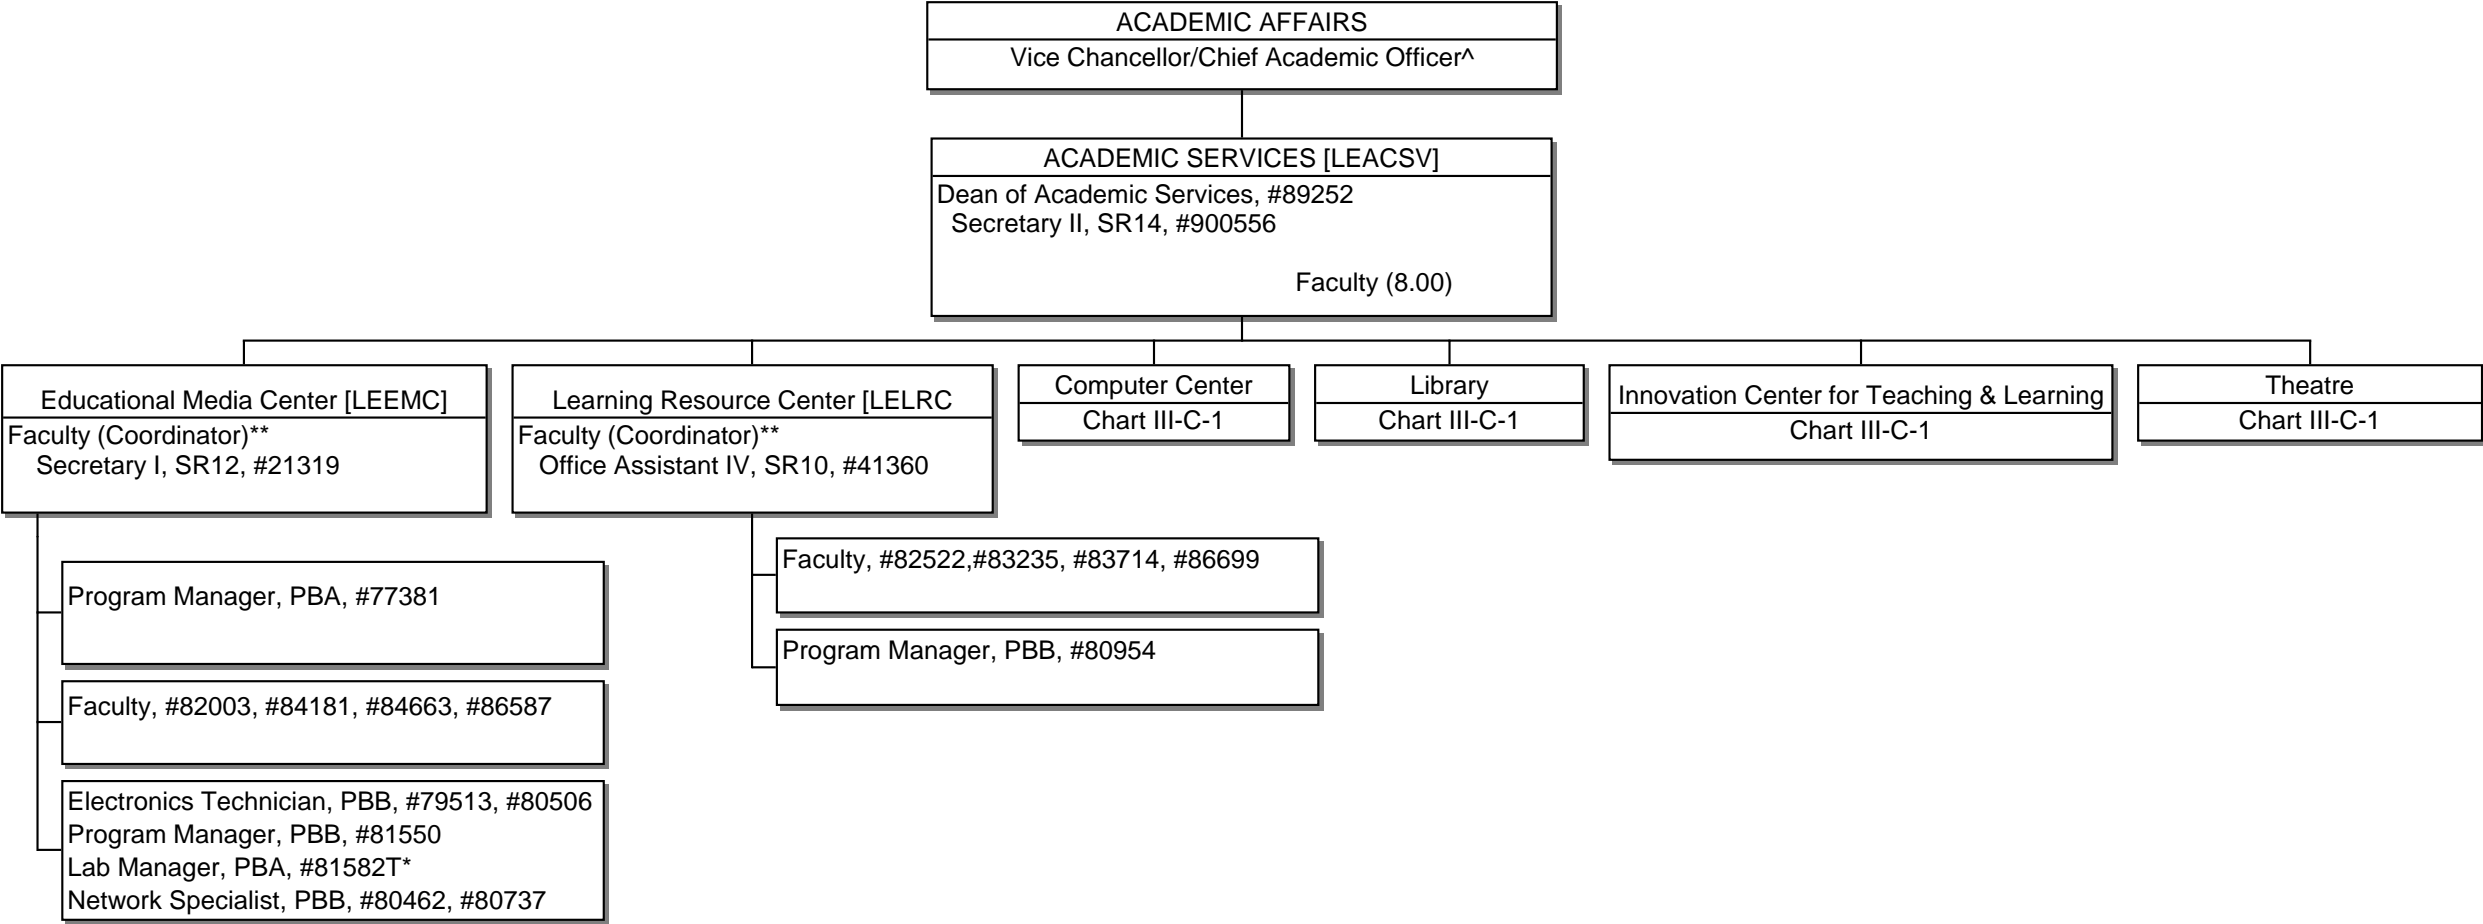 ACADEMIC AFFAIRS
Vice Chancellor/Chief Academic Officer^
ACADEMIC SERVICES [LEACSV]
Dean of Academic Services, #89252
Secretary II, SR14, #900556
Faculty (8.00)
Educational Media Center [LEEMC]
Faculty (Coordinator)**
Secretary I, SR12, #21319
Learning Resource Center [LELRC
Faculty (Coordinator)**
Office Assistant IV, SR10, #41360
Computer Center
Chart III-C-1
Library
Chart III-C-1
Innovation Center for Teaching & Learning
Chart III-C-1
Theatre
Chart III-C-1
Program Manager, PBA, #77381
Faculty, #82003, #84181, #84663, #86587
Electronics Technician, PBB, #79513, #80506
Program Manager, PBB, #81550
Lab Manager, PBA, #81582T*
Network Specialist, PBB, #80462, #80737
Faculty, #82522,#83235, #83714, #86699
Program Manager, PBB, #80954